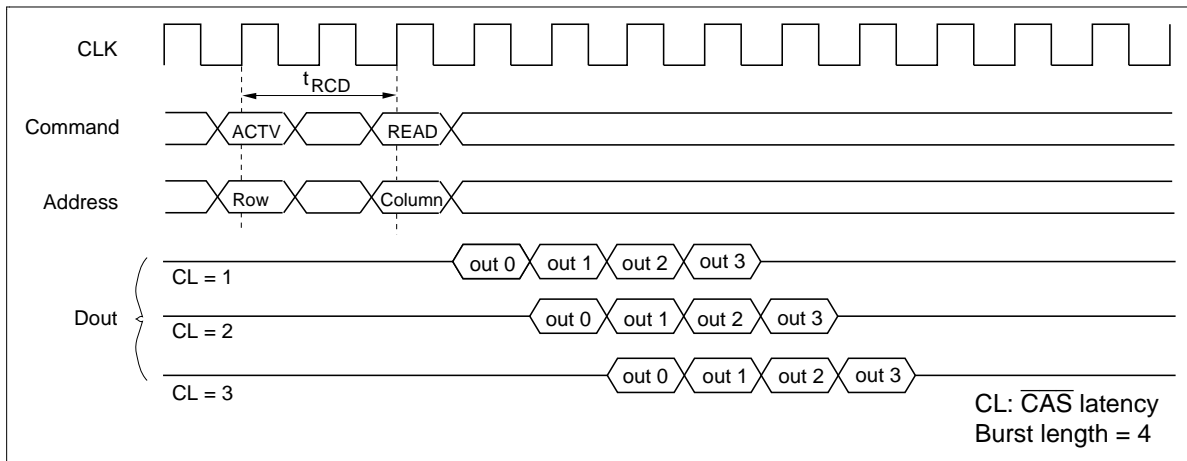 CLK
tRCD
Command ACTV READ
Address Row Column
out 0 out 1 out 2 out 3
CL = 1
Dout
out 0 out 1 out 2 out 3
CL = 2
out 0 out 1 out 2 out 3
CL = 3
CL: C̅A̅S̅ latency
Burst length = 4